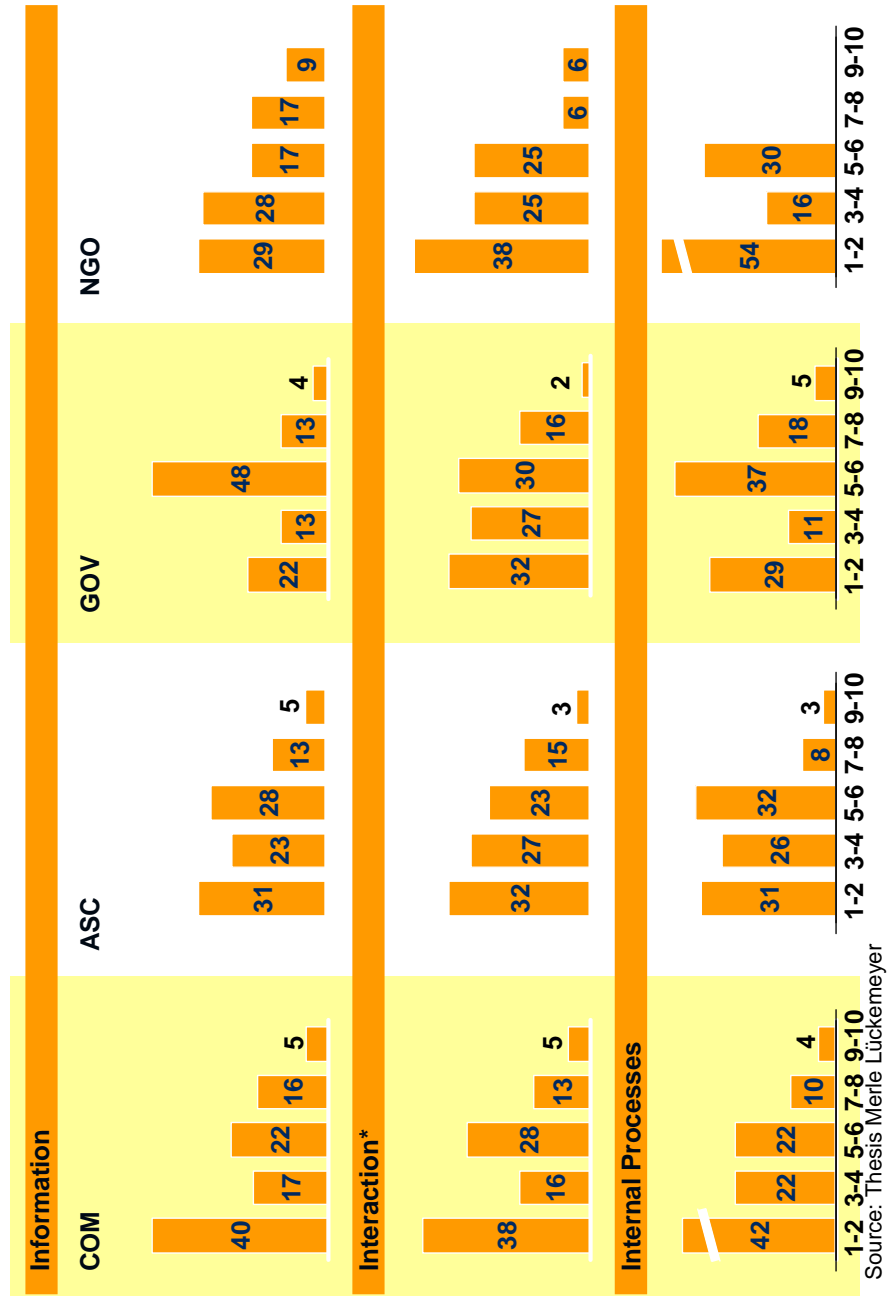 Information
COM ASC GOV NGO
40 17 22 16 5
31 23 28 13 5
22 13 48 13 4
29 28 17 17 9
Interaction*
38 16 28 13 5
32 27 23 15 3
32 27 30 16 2
38 25 25 6 6
Internal Processes
42 22 22 10 4
31 26 32 8 3
29 11 37 18 5
54 16 30
1-2 3-4 5-6 7-8 9-10
1-2 3-4 5-6 7-8 9-10
1-2 3-4 5-6 7-8 9-10
1-2 3-4 5-6 7-8 9-10
Source: Thesis Merle Lückemeyer